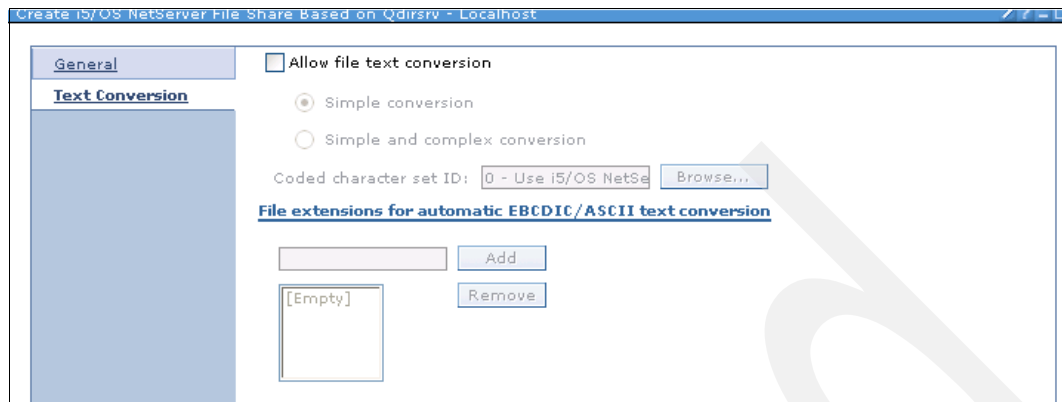 Create i5/OS NetServer File Share Based on Qdirsrv - Localhost
General
Text Conversion
Allow file text conversion
Simple conversion
Simple and complex conversion
Coded character set ID: 0 - Use i5/OS NetSe Browse...
File extensions for automatic EBCDIC/ASCII text conversion
Add
[Empty]
Remove